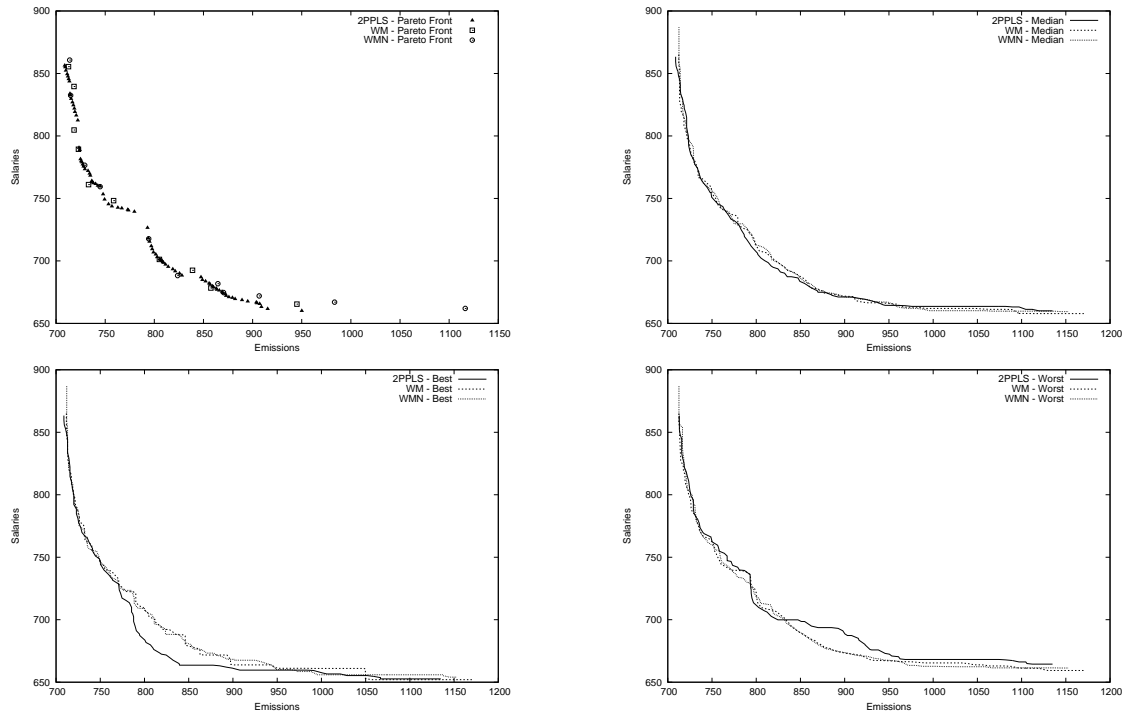 900
850
800
750
700
650
700 750 800 850 900 950 1000 1050 1100 1150
Salaries
Emissions
2PPLS - Pareto Front
WM - Pareto Front
WMN - Pareto Front
900
850
800
750
700
650
700 750 800 850 900 950 1000 1050 1100 1150 1200
Salaries
Emissions
2PPLS - Median
WM - Median
WMN - Median
900
850
800
750
700
650
700 750 800 850 900 950 1000 1050 1100 1150 1200
Salaries
Emissions
2PPLS - Best
WM - Best
WMN - Best
900
850
800
750
700
650
700 750 800 850 900 950 1000 1050 1100 1150 1200
Salaries
Emissions
2PPLS - Worst
WM - Worst
WMN - Worst